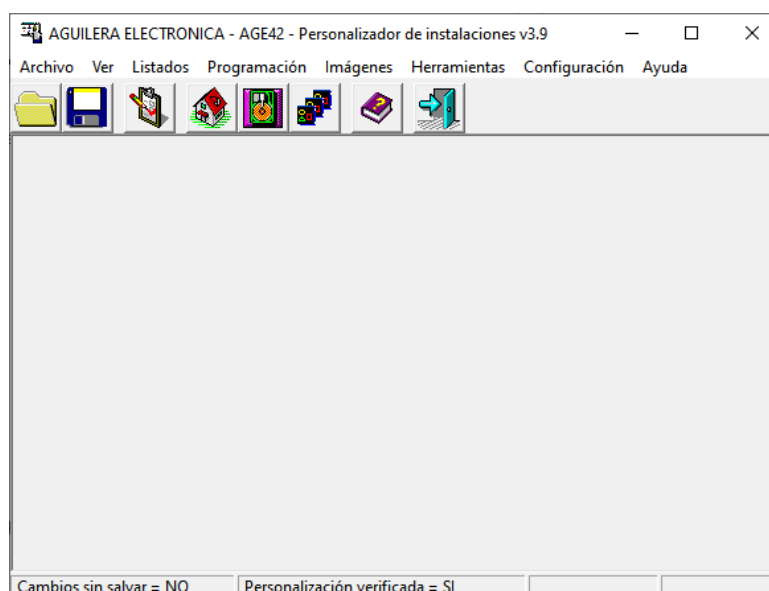 AGUILERA ELECTRONICA - AGE42 - Personalizador de instalaciones v3.9
Archivo Ver Listados Programación Imágenes Herramientas Configuración Ayuda
Cambios sin salvar = NO Personalización verificada = SI